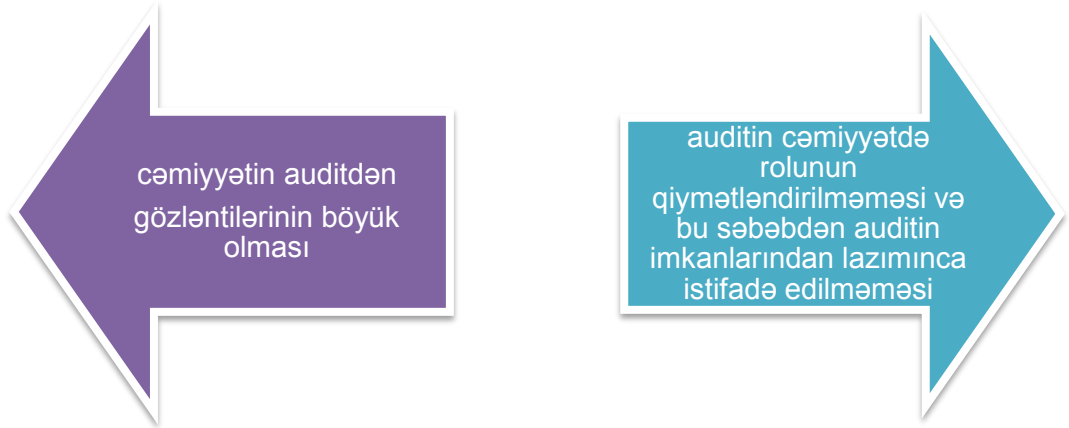 cəmiyyətin auditdən
gözləntilərinin böyük
olması
auditin cəmiyyətdə
rolunun
qiymətləndirilməməsi və
bu səbəbdən auditin
imkanlarından lazımınca
istifadə edilməməsi